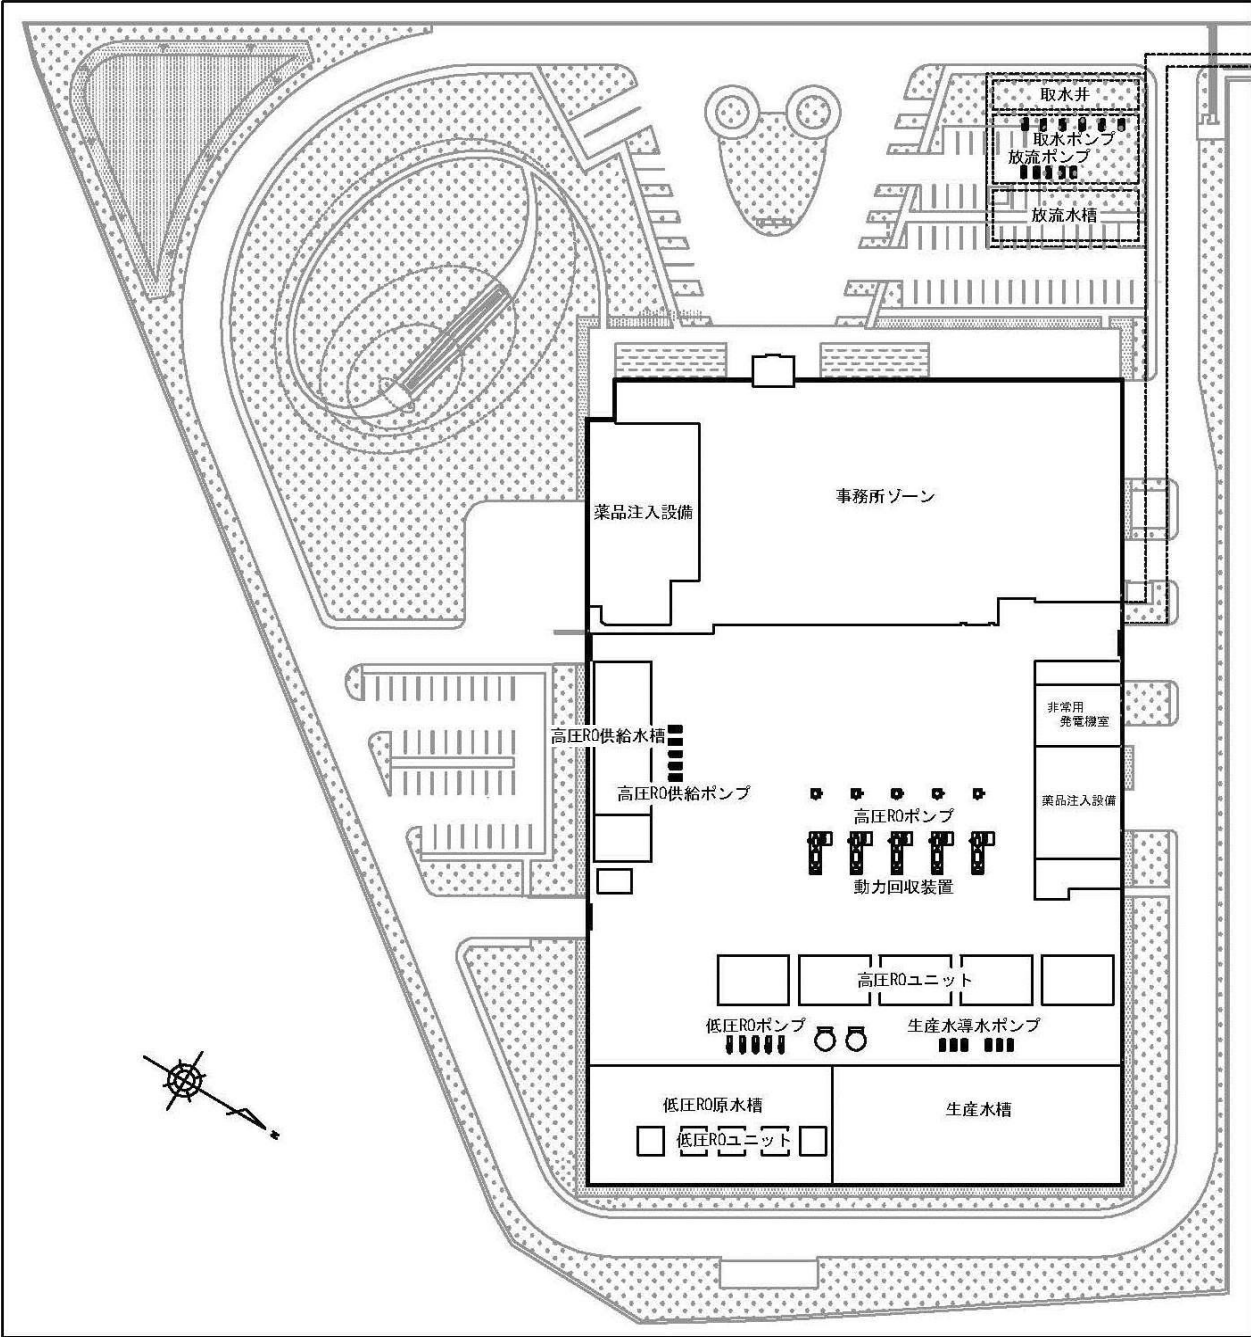 取水井
取水ポンプ
放流ポンプ
放流水槽
事務所ゾーン
薬品注入設備
非常用
発電機室
高圧RO供給水槽
高圧RO供給ポンプ
薬品注入設備
高圧ROポンプ
動力回収装置
高圧ROユニット
低圧ROポンプ
生産水導水ポンプ
低圧RO原水槽
生産水槽
低圧ROユニット
N